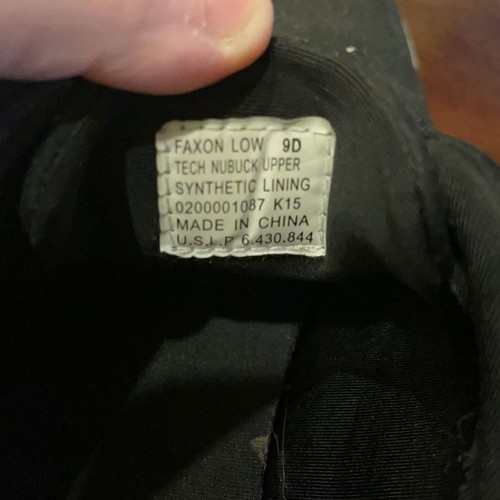 FAXON LOW 9D
TECH NUBUCK UPPER
SYNTHETIC LINING
0200001087 K15
MADE IN CHINA
U.S.L.P 6.430.844